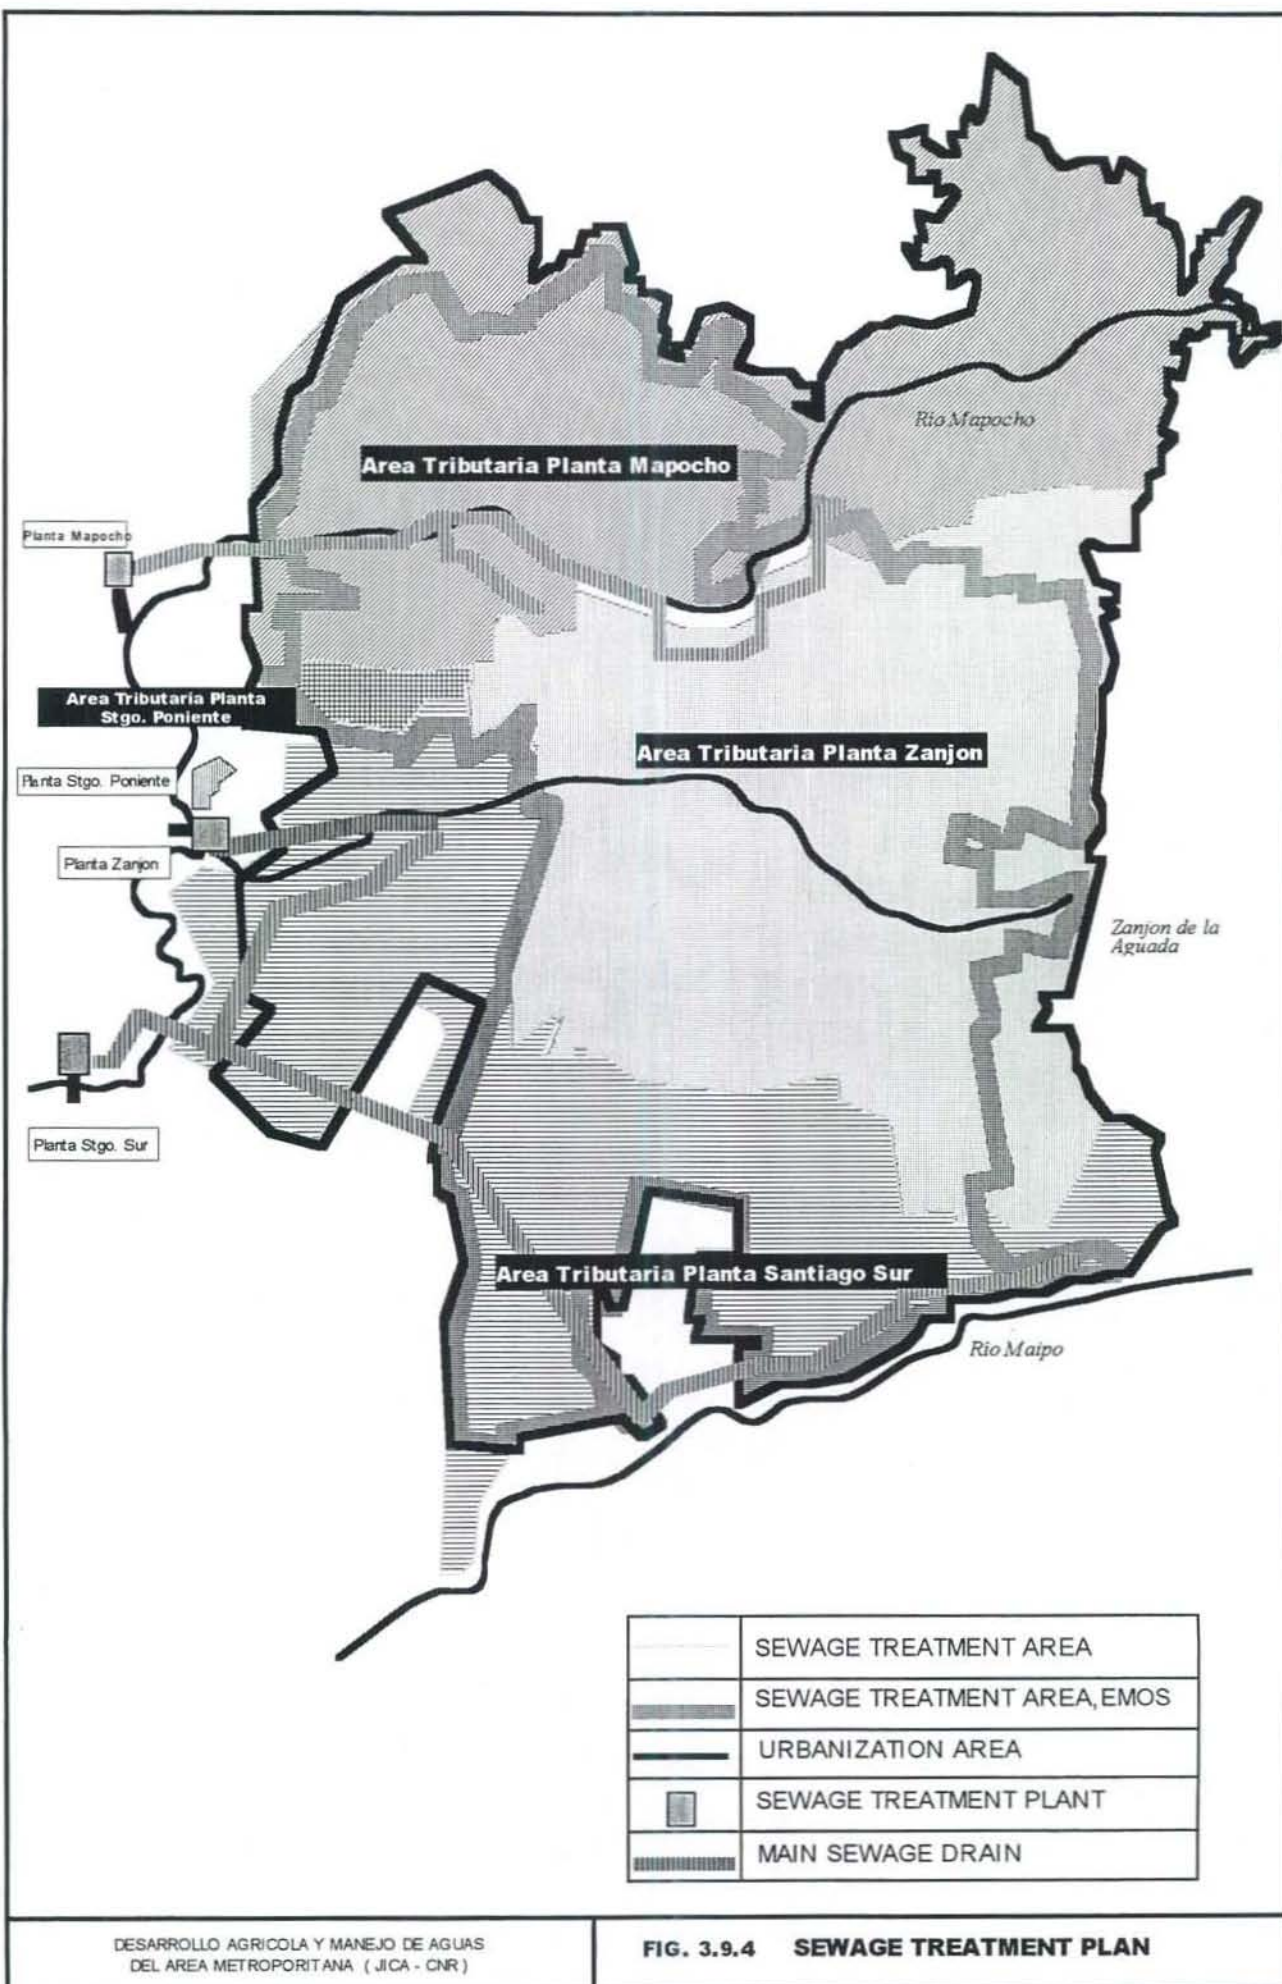 Rio Mapocho
Area Tributaria Planta Mapocho
Planta Mapocho
Area Tributaria Planta
Stgo. Poniente
Area Tributaria Planta Zanjon
Planta Stgo. Poniente
Planta Zanjon
Zanjon de la
Aguada
Planta Stgo. Sur
Area Tributaria Planta Santiago Sur
Rio Maipo
SEWAGE TREATMENT AREA
SEWAGE TREATMENT AREA, EMOS
URBANIZATION AREA
SEWAGE TREATMENT PLANT
MAIN SEWAGE DRAIN
DESARROLLO AGRICOLA Y MANEJO DE AGUAS
DEL AREA METROPORITANA ( JICA - CNR )
FIG. 3.9.4 SEWAGE TREATMENT PLAN